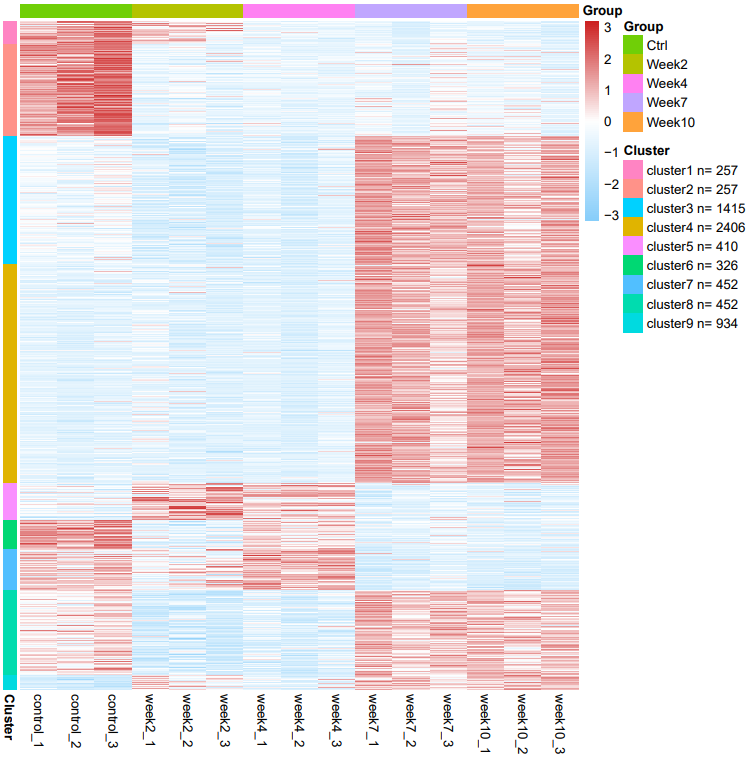 Group
3
2
1
0
−1
−2
−3
Group
Ctrl
Week2
Week4
Week7
Week10
Cluster
cluster1 n= 257
cluster2 n= 257
cluster3 n= 1415
cluster4 n= 2406
cluster5 n= 410
cluster6 n= 326
cluster7 n= 452
cluster8 n= 452
cluster9 n= 934
Cluster
control_1
control_2
control_3
week2_1
week2_2
week2_3
week4_1
week4_2
week4_3
week7_1
week7_2
week7_3
week10_1
week10_2
week10_3